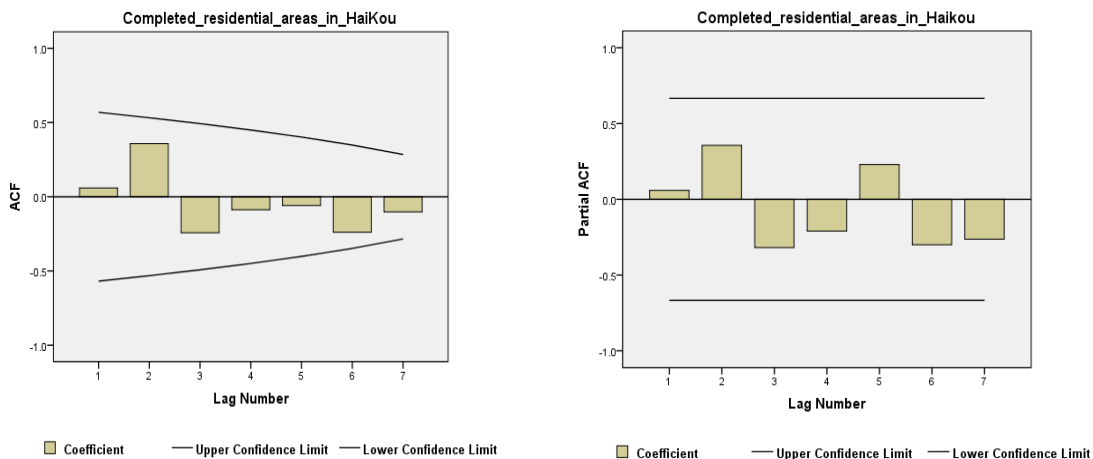 Completed_residential_areas_in_HaiKou
1.0
0.5
0.0
-0.5
-1.0
ACF
1 2 3 4 5 6 7
Lag Number
Coefficient Upper Confidence Limit Lower Confidence Limit
Completed_residential_areas_in_Haikou
1.0
0.5
0.0
-0.5
-1.0
Partial ACF
1 2 3 4 5 6 7
Lag Number
Coefficient Upper Confidence Limit Lower Confidence Limit